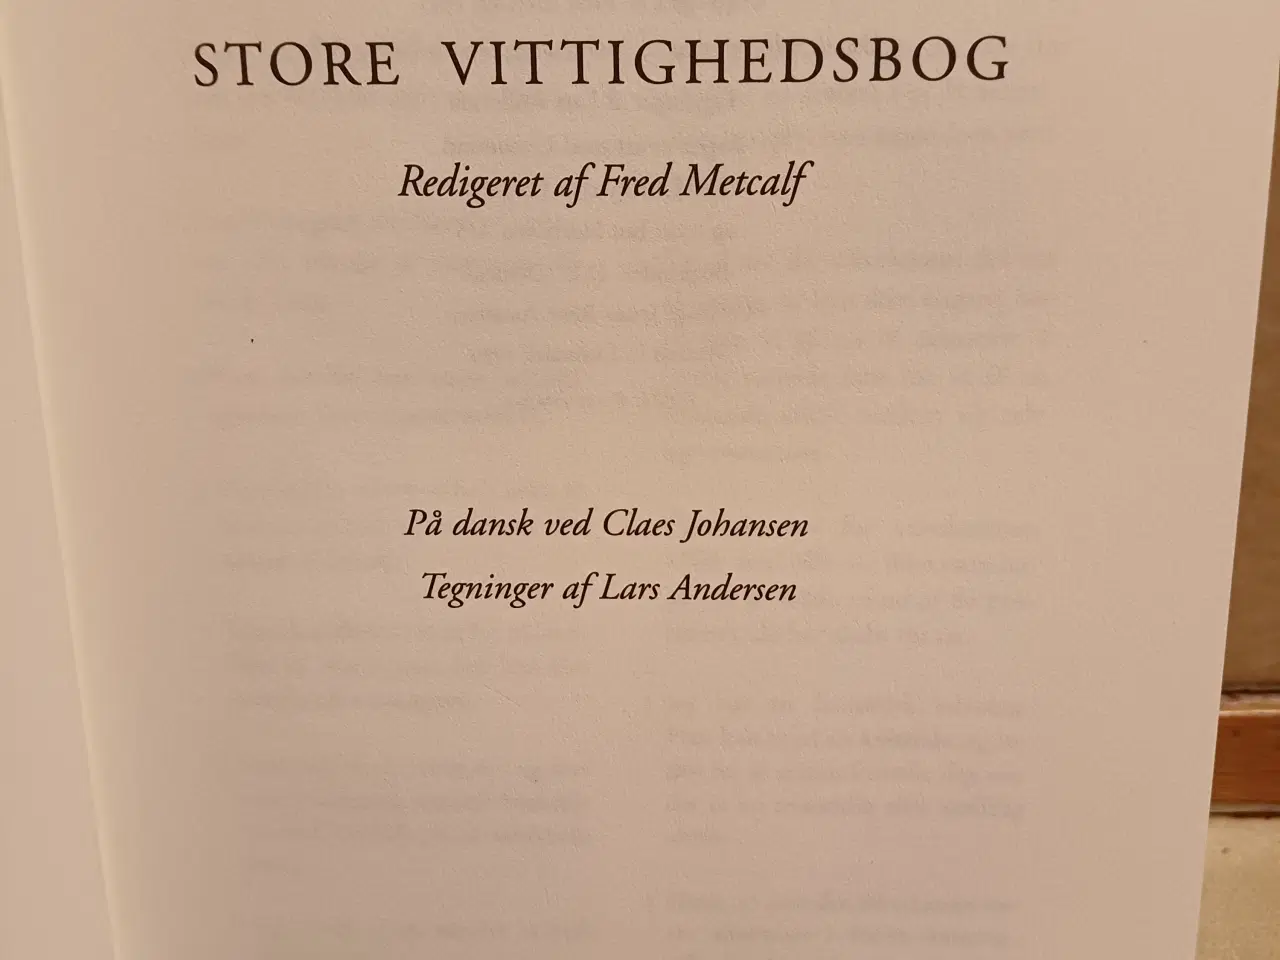 STORE VITTIGHEDSBOG
Redigeret af Fred Metcalf
På dansk ved Claes Johansen
Tegninger af Lars Andersen